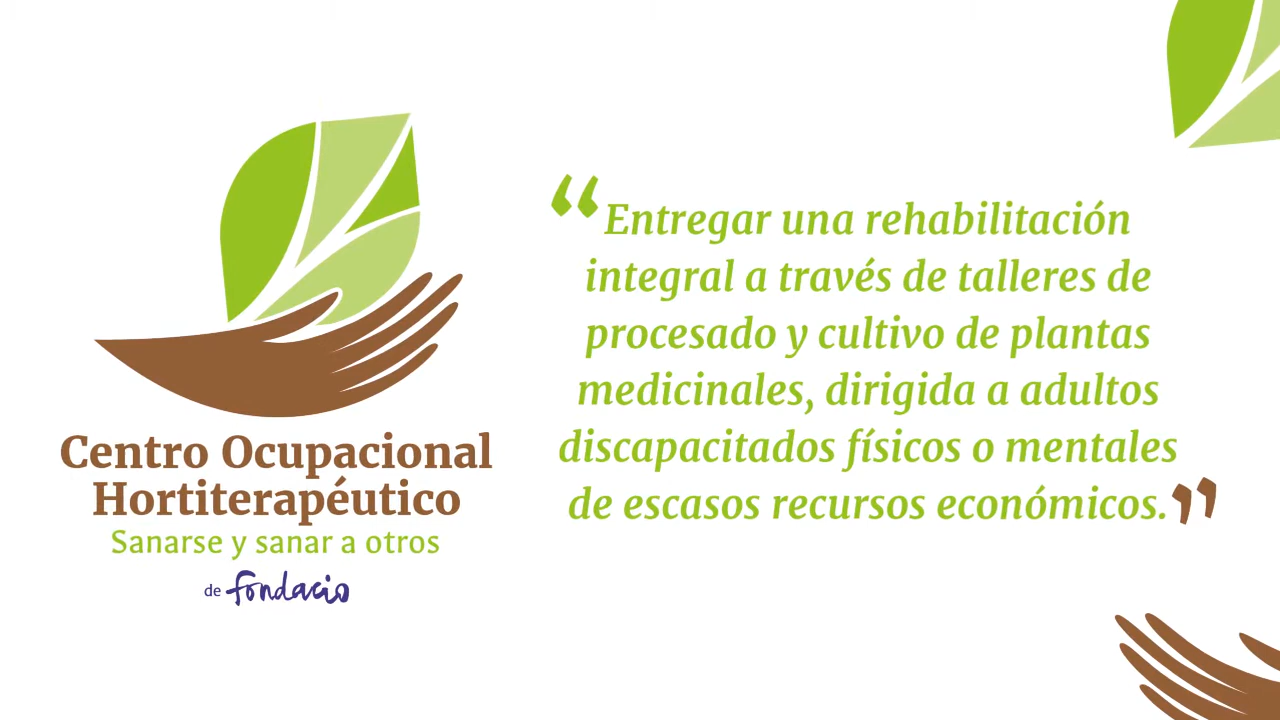 Centro Ocupacional
Hortiterapéutico
Sanarse y sanar a otros
de fondacio
“Entregar una rehabilitación
integral a través de talleres de
procesado y cultivo de plantas
medicinales, dirigida a adultos
discapacitados físicos o mentales
de escasos recursos económicos.”